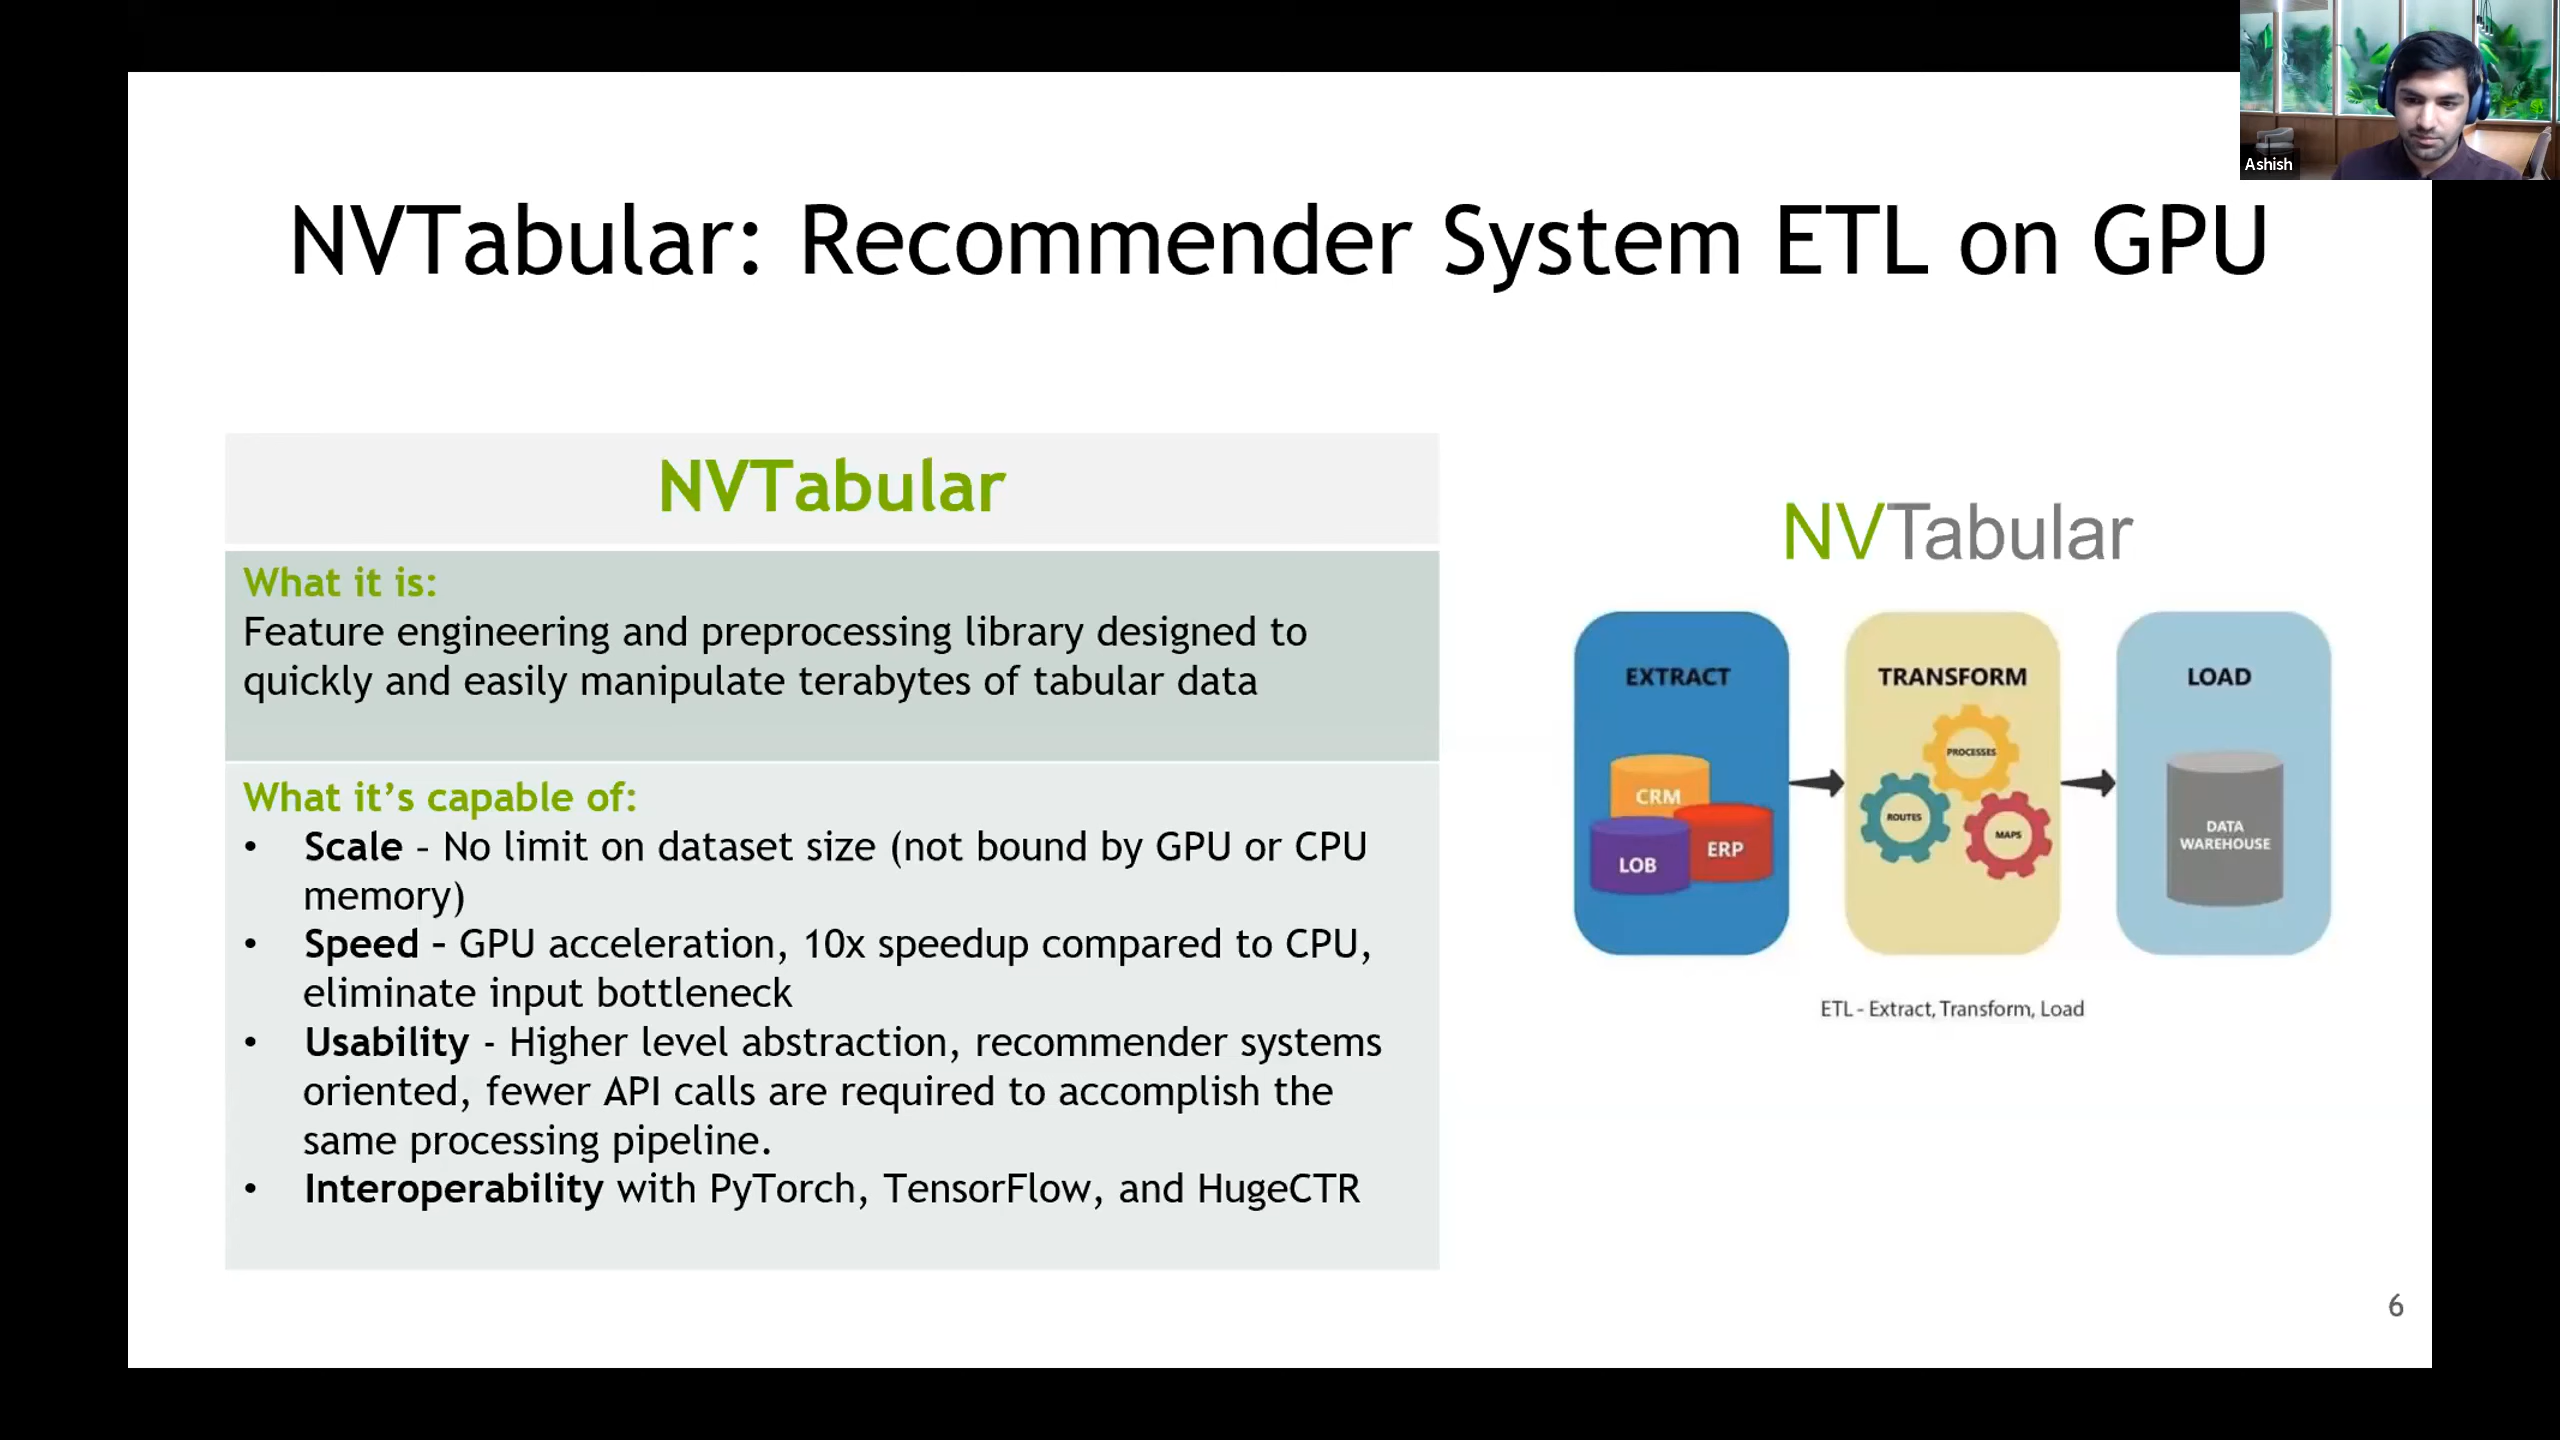 Ashish
NVTabular: Recommender System ETL on GPU
NVTabular
What it is:
Feature engineering and preprocessing library designed to
quickly and easily manipulate terabytes of tabular data
What it’s capable of:
• Scale – No limit on dataset size (not bound by GPU or CPU
memory)
• Speed – GPU acceleration, 10x speedup compared to CPU,
eliminate input bottleneck
• Usability - Higher level abstraction, recommender systems
oriented, fewer API calls are required to accomplish the
same processing pipeline.
• Interoperability with PyTorch, TensorFlow, and HugeCTR
NVTabular
EXTRACT
CRM
LOB
ERP
TRANSFORM
PROCESSES
ROUTES
MAPS
LOAD
DATA
WAREHOUSE
ETL - Extract, Transform, Load
6